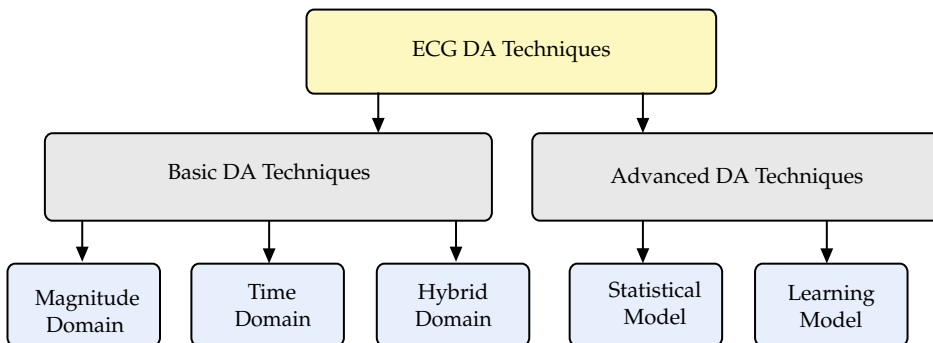 ECG DA Techniques
Basic DA Techniques
Advanced DA Techniques
Magnitude
Domain
Time
Domain
Hybrid
Domain
Statistical
Model
Learning
Model